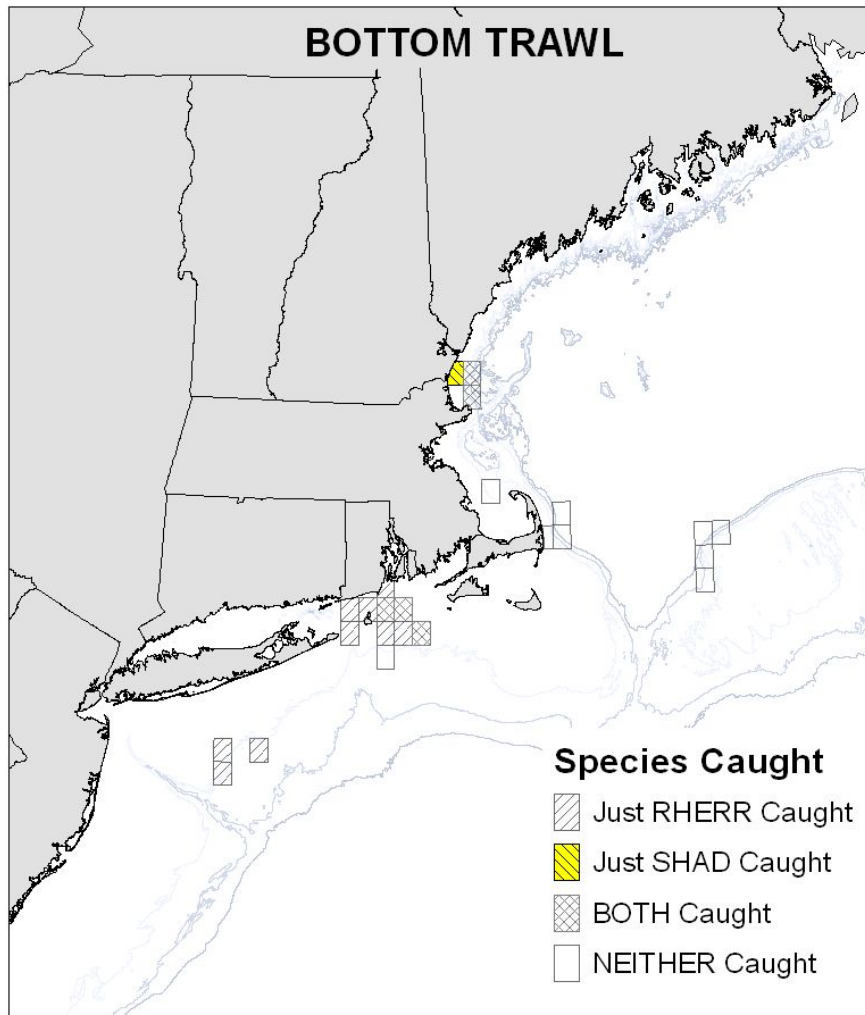 BOTTOM TRAWL
Species Caught
Just RHERR Caught
Just SHAD Caught
BOTH Caught
NEITHER Caught